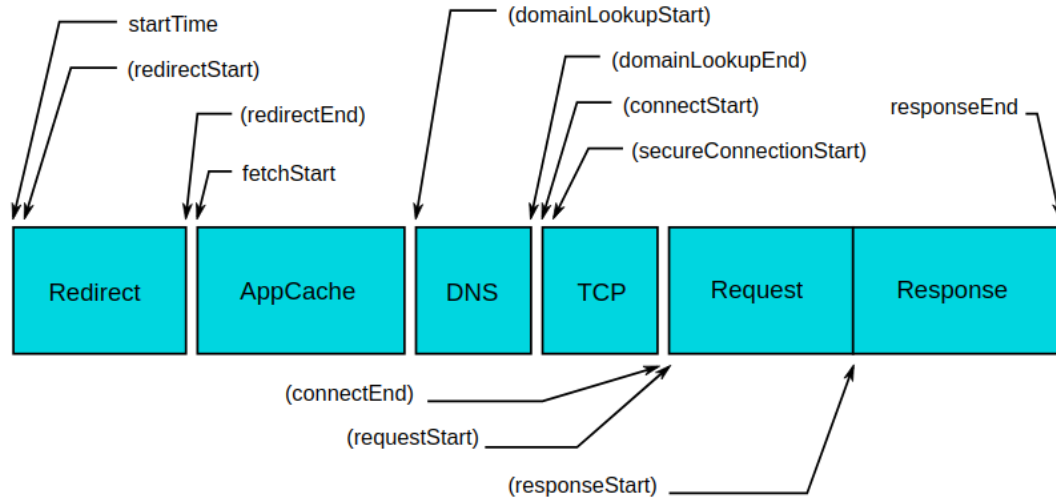 startTime
(redirectStart)
(redirectEnd)
fetchStart
(domainLookupStart)
(domainLookupEnd)
(connectStart)
(secureConnectionStart)
responseEnd
Redirect
AppCache
DNS
TCP
Request
Response
(connectEnd)
(requestStart)
(responseStart)